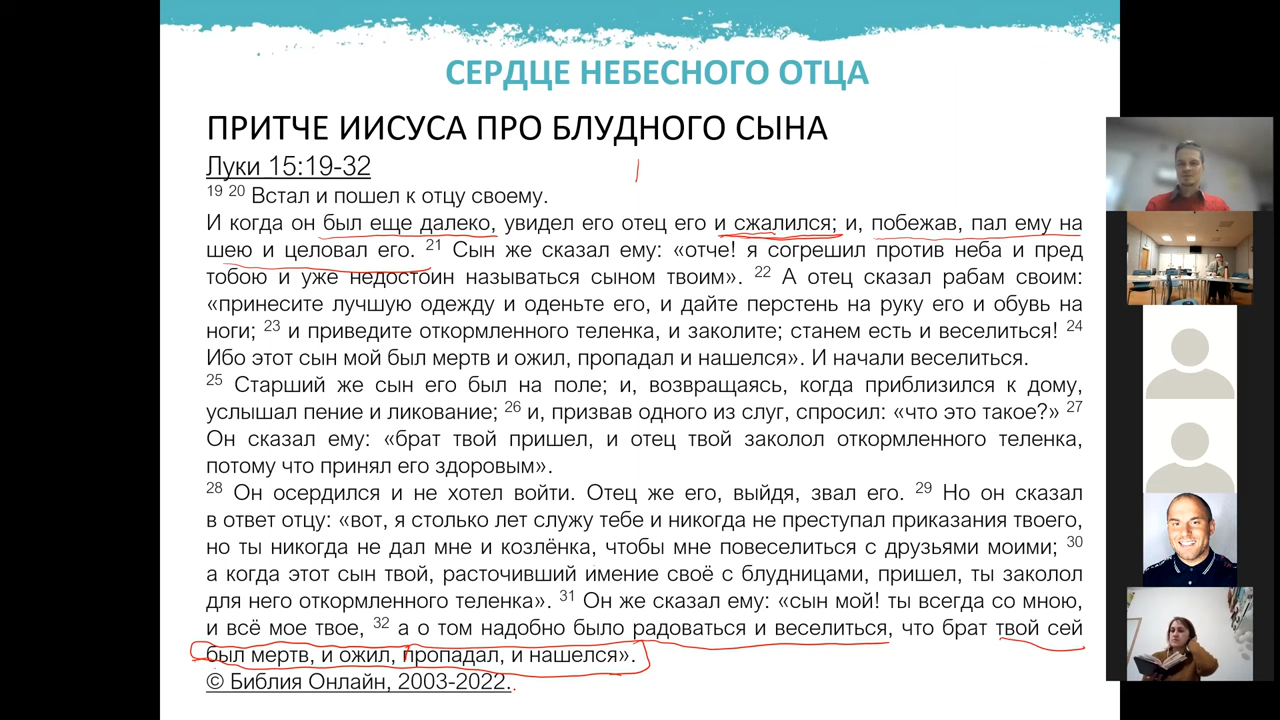 СЕРДЦЕ НЕБЕСНОГО ОТЦА
ПРИТЧЕ ИИСУСА ПРО БЛУДНОГО СЫНА
Луки 15:19-32
19 20 Встал и пошел к отцу своему.
И когда он был еще далеко, увидел его отец его и сжалился; и, побежав, пал ему на
шею и целовал его. 21 Сын же сказал ему: «отче! я согрешил против неба и пред
тобою и уже недостоин называться сыном твоим». 22 А отец сказал рабам своим:
«принесите лучшую одежду и оденьте его, и дайте перстень на руку его и обувь на
ноги; 23 и приведите откормленного теленка, и заколите; станем есть и веселиться! 24
Ибо этот сын мой был мертв и ожил, пропадал и нашелся». И начали веселиться.
25 Старший же сын его был на поле; и, возвращаясь, когда приблизился к дому,
услышал пение и ликование; 26 и, призвав одного из слуг, спросил: «что это такое?» 27
Он сказал ему: «брат твой пришел, и отец твой заколол откормленного теленка,
потому что принял его здоровым».
28 Он осердился и не хотел войти. Отец же его, выйдя, звал его. 29 Но он сказал
в ответ отцу: «вот, я столько лет служу тебе и никогда не преступал приказания твоего,
но ты никогда не дал мне и козлёнка, чтобы мне повеселиться с друзьями моими; 30
а когда этот сын твой, расточивший имение своё с блудницами, пришел, ты заколол
для него откормленного теленка». 31 Он же сказал ему: «сын мой! ты всегда со мною,
и всё мое твое, 32 а о том надобно было радоваться и веселиться, что брат твой сей
был мертв, и ожил, пропадал, и нашелся».
© Библия Онлайн, 2003-2022.